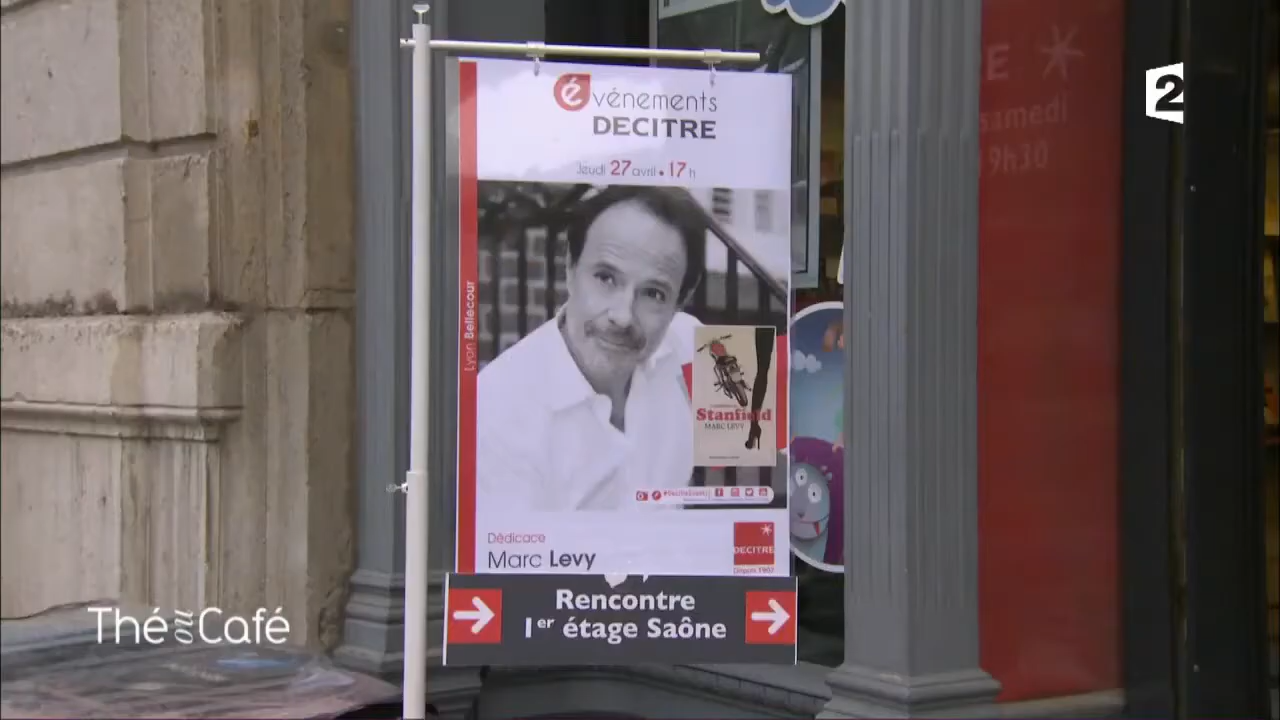 événements
DECITRE
Jeudi 27 avril • 17 h
Lyon Bellecour
Stanfield
MARC LEVY
Dédicace
Marc Levy
DECITRE
Depuis 1907
Rencontre
1er étage Saône
E
samedi
9h30
2
Thé ou Café